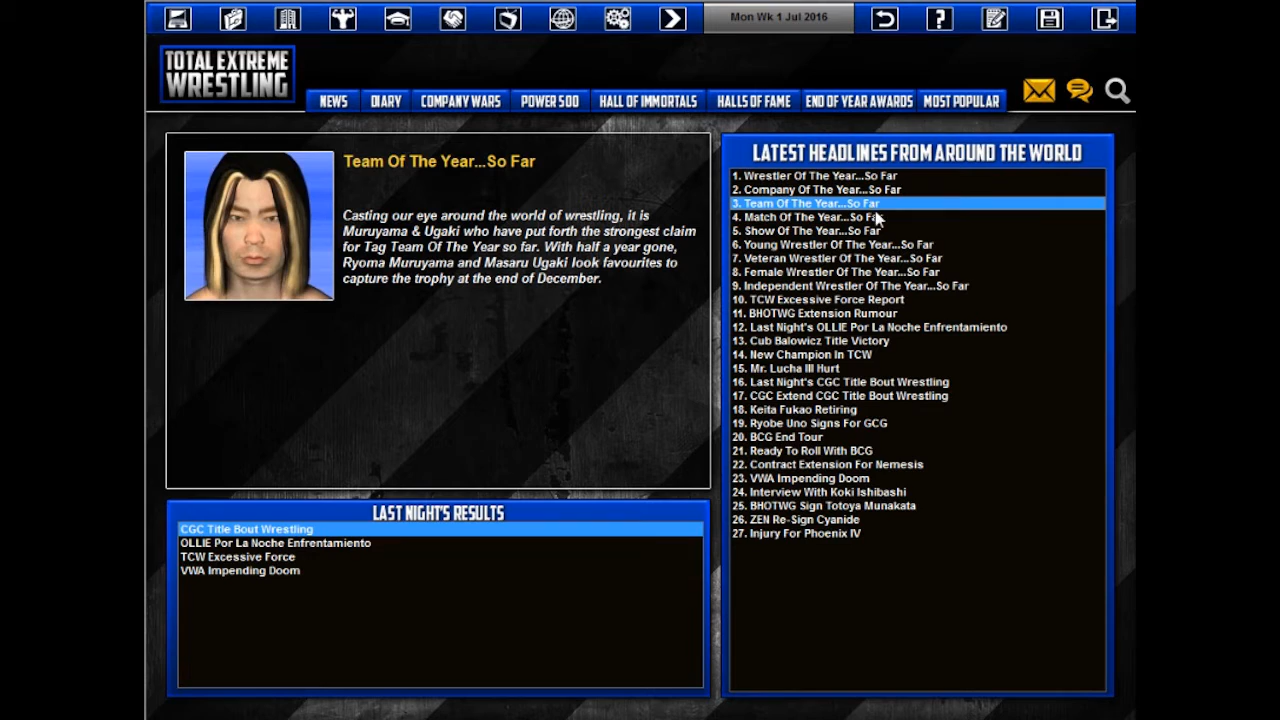 Mon Wk 1 Jul 2016
TOTAL EXTREME
WRESTLING
NEWS
DIARY
COMPANY WARS
POWER 500
HALL OF IMMORTALS
HALLS OF FAME
END OF YEAR AWARDS
MOST POPULAR
Team Of The Year...So Far
Casting our eye around the world of wrestling, it is
Muruyama & Ugaki who have put forth the strongest claim
for Tag Team Of The Year so far. With half a year gone,
Ryoma Muruyama and Masaru Ugaki look favourites to
capture the trophy at the end of December.
LAST NIGHT'S RESULTS
CGC Title Bout Wrestling
OLLIE Por La Noche Enfrentamiento
TCW Excessive Force
VWA Impending Doom
LATEST HEADLINES FROM AROUND THE WORLD
1. Wrestler Of The Year...So Far
2. Company Of The Year...So Far
3. Team Of The Year...So Far
4. Match Of The Year...So Far
5. Show Of The Year...So Far
6. Young Wrestler Of The Year...So Far
7. Veteran Wrestler Of The Year...So Far
8. Female Wrestler Of The Year...So Far
9. Independent Wrestler Of The Year...So Far
10. TCW Excessive Force Report
11. BHOTWG Extension Rumour
12. Last Night's OLLIE Por La Noche Enfrentamiento
13. Cub Balowicz Title Victory
14. New Champion In TCW
15. Mr. Lucha III Hurt
16. Last Night's CGC Title Bout Wrestling
17. CGC Extend CGC Title Bout Wrestling
18. Keita Fukao Retiring
19. Ryobe Uno Signs For GCG
20. BCG End Tour
21. Ready To Roll With BCG
22. Contract Extension For Nemesis
23. VWA Impending Doom
24. Interview With Koki Ishibashi
25. BHOTWG Sign Totoya Munakata
26. ZEN Re-Sign Cyanide
27. Injury For Phoenix IV